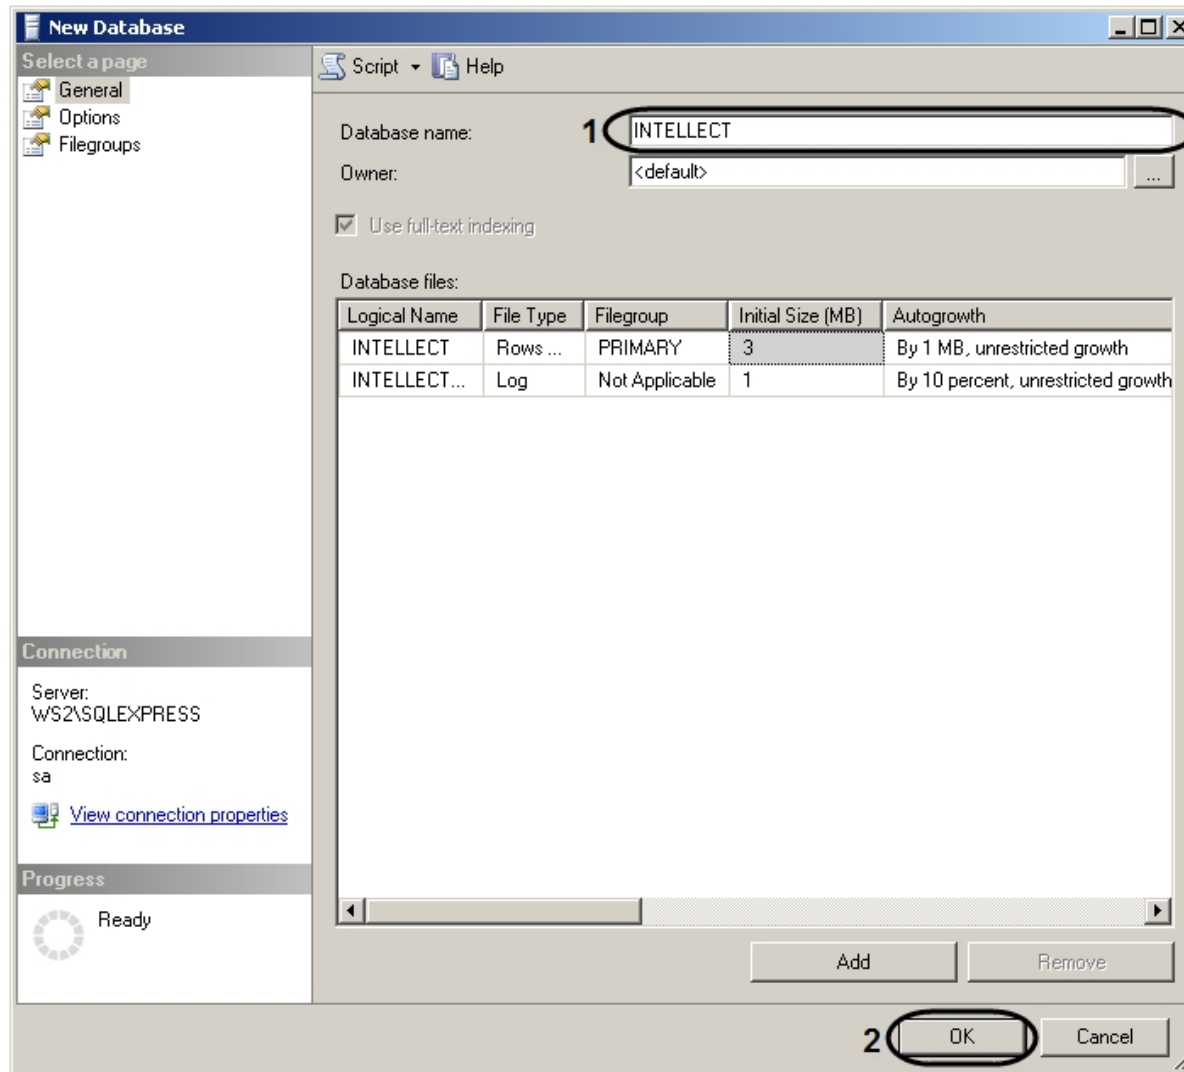 New Database
Select a page
General
Options
Filegroups
Script Help
Database name: 1 INTELLECT
Owner: <default> ...
Use full-text indexing
Database files:
Logical Name File Type Filegroup Initial Size (MB) Autogrowth
INTELLECT Rows ... PRIMARY 3 By 1 MB, unrestricted growth
INTELLECT... Log Not Applicable 1 By 10 percent, unrestricted growth
Connection
Server:
WS2\SQLEXPRESS
Connection:
sa
View connection properties
Progress
Ready
Add Remove
2 OK Cancel